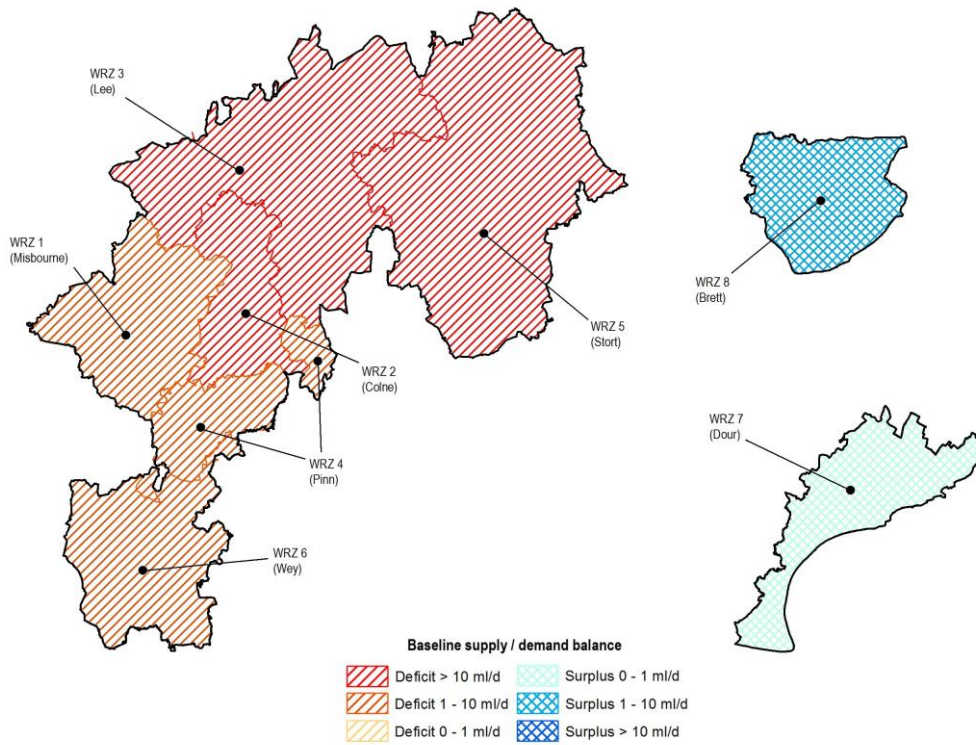 WRZ 3
(Lee)
WRZ 1
(Misbourne)
WRZ 8
(Brett)
WRZ 5
(Stort)
WRZ 2
(Colne)
WRZ 7
(Dour)
WRZ 4
(Pinn)
WRZ 6
(Wey)
Baseline supply / demand balance
Deficit > 10 ml/d
Surplus 0 - 1 ml/d
Deficit 1 - 10 ml/d
Surplus 1 - 10 ml/d
Deficit 0 - 1 ml/d
Surplus > 10 ml/d